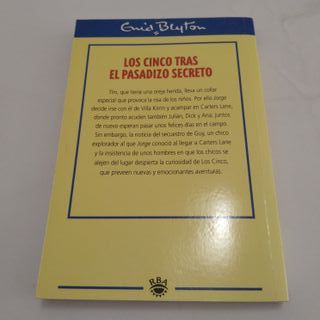 Enid Blyton
LOS CINCO TRAS
EL PASADIZO SECRETO
Tim, que tiene una oreja herida, lleva un collar
especial que provoca la risa de los niños. Por ello Jorge
decide irse con él de Villa Kirrin y acampar en Carters Lane,
donde pronto acuden también Julián, Dick y Ana. Juntos
de nuevo esperan pasar unos felices días en el campo.
Sin embargo, la noticia del secuestro de Guy, un chico
explorador al que Jorge conoció al llegar a Carters Lane
y la insistencia de unos hombres en que los chicos se
alejen del lugar despierta la curiosidad de Los Cinco,
que preveen nuevas y emocionantes aventuras.
RBA